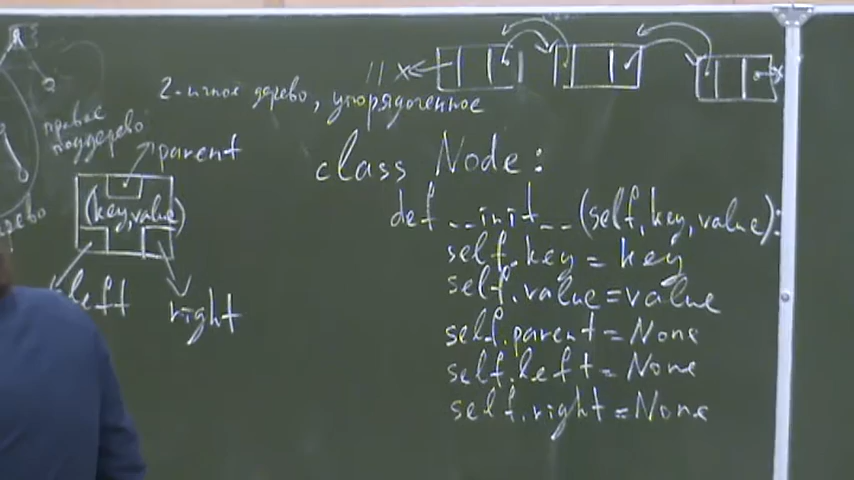 2-ичное дерево, упорядоченное
правое
поддерево
parent
(key, value)
left
right
class Node:
def __init__(self, key, value):
self.key = key
self.value = value
self.parent = None
self.left = None
self.right = None